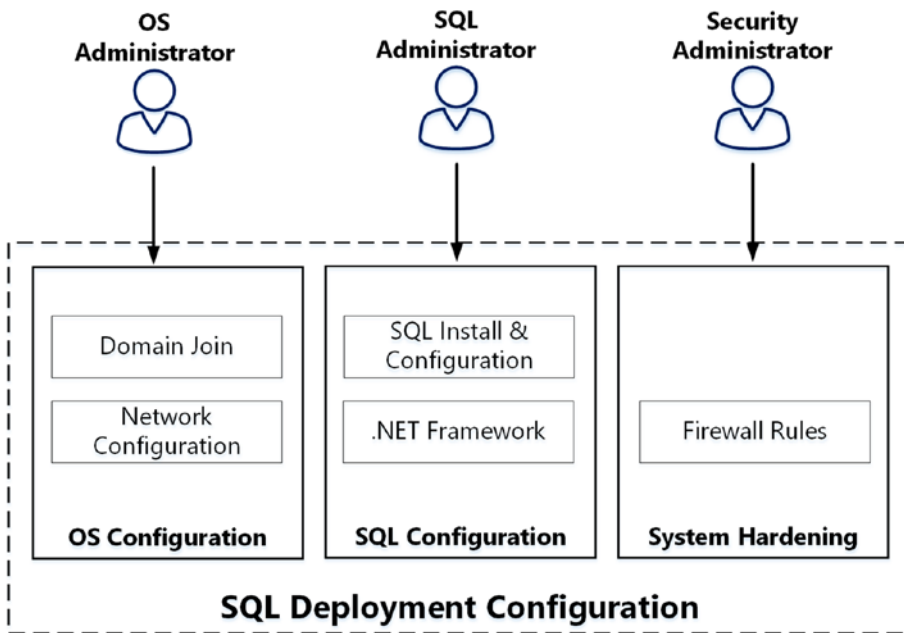 OS
Administrator
SQL
Administrator
Security
Administrator
Domain Join
Network
Configuration
OS Configuration
SQL Install &
Configuration
.NET Framework
SQL Configuration
Firewall Rules
System Hardening
SQL Deployment Configuration